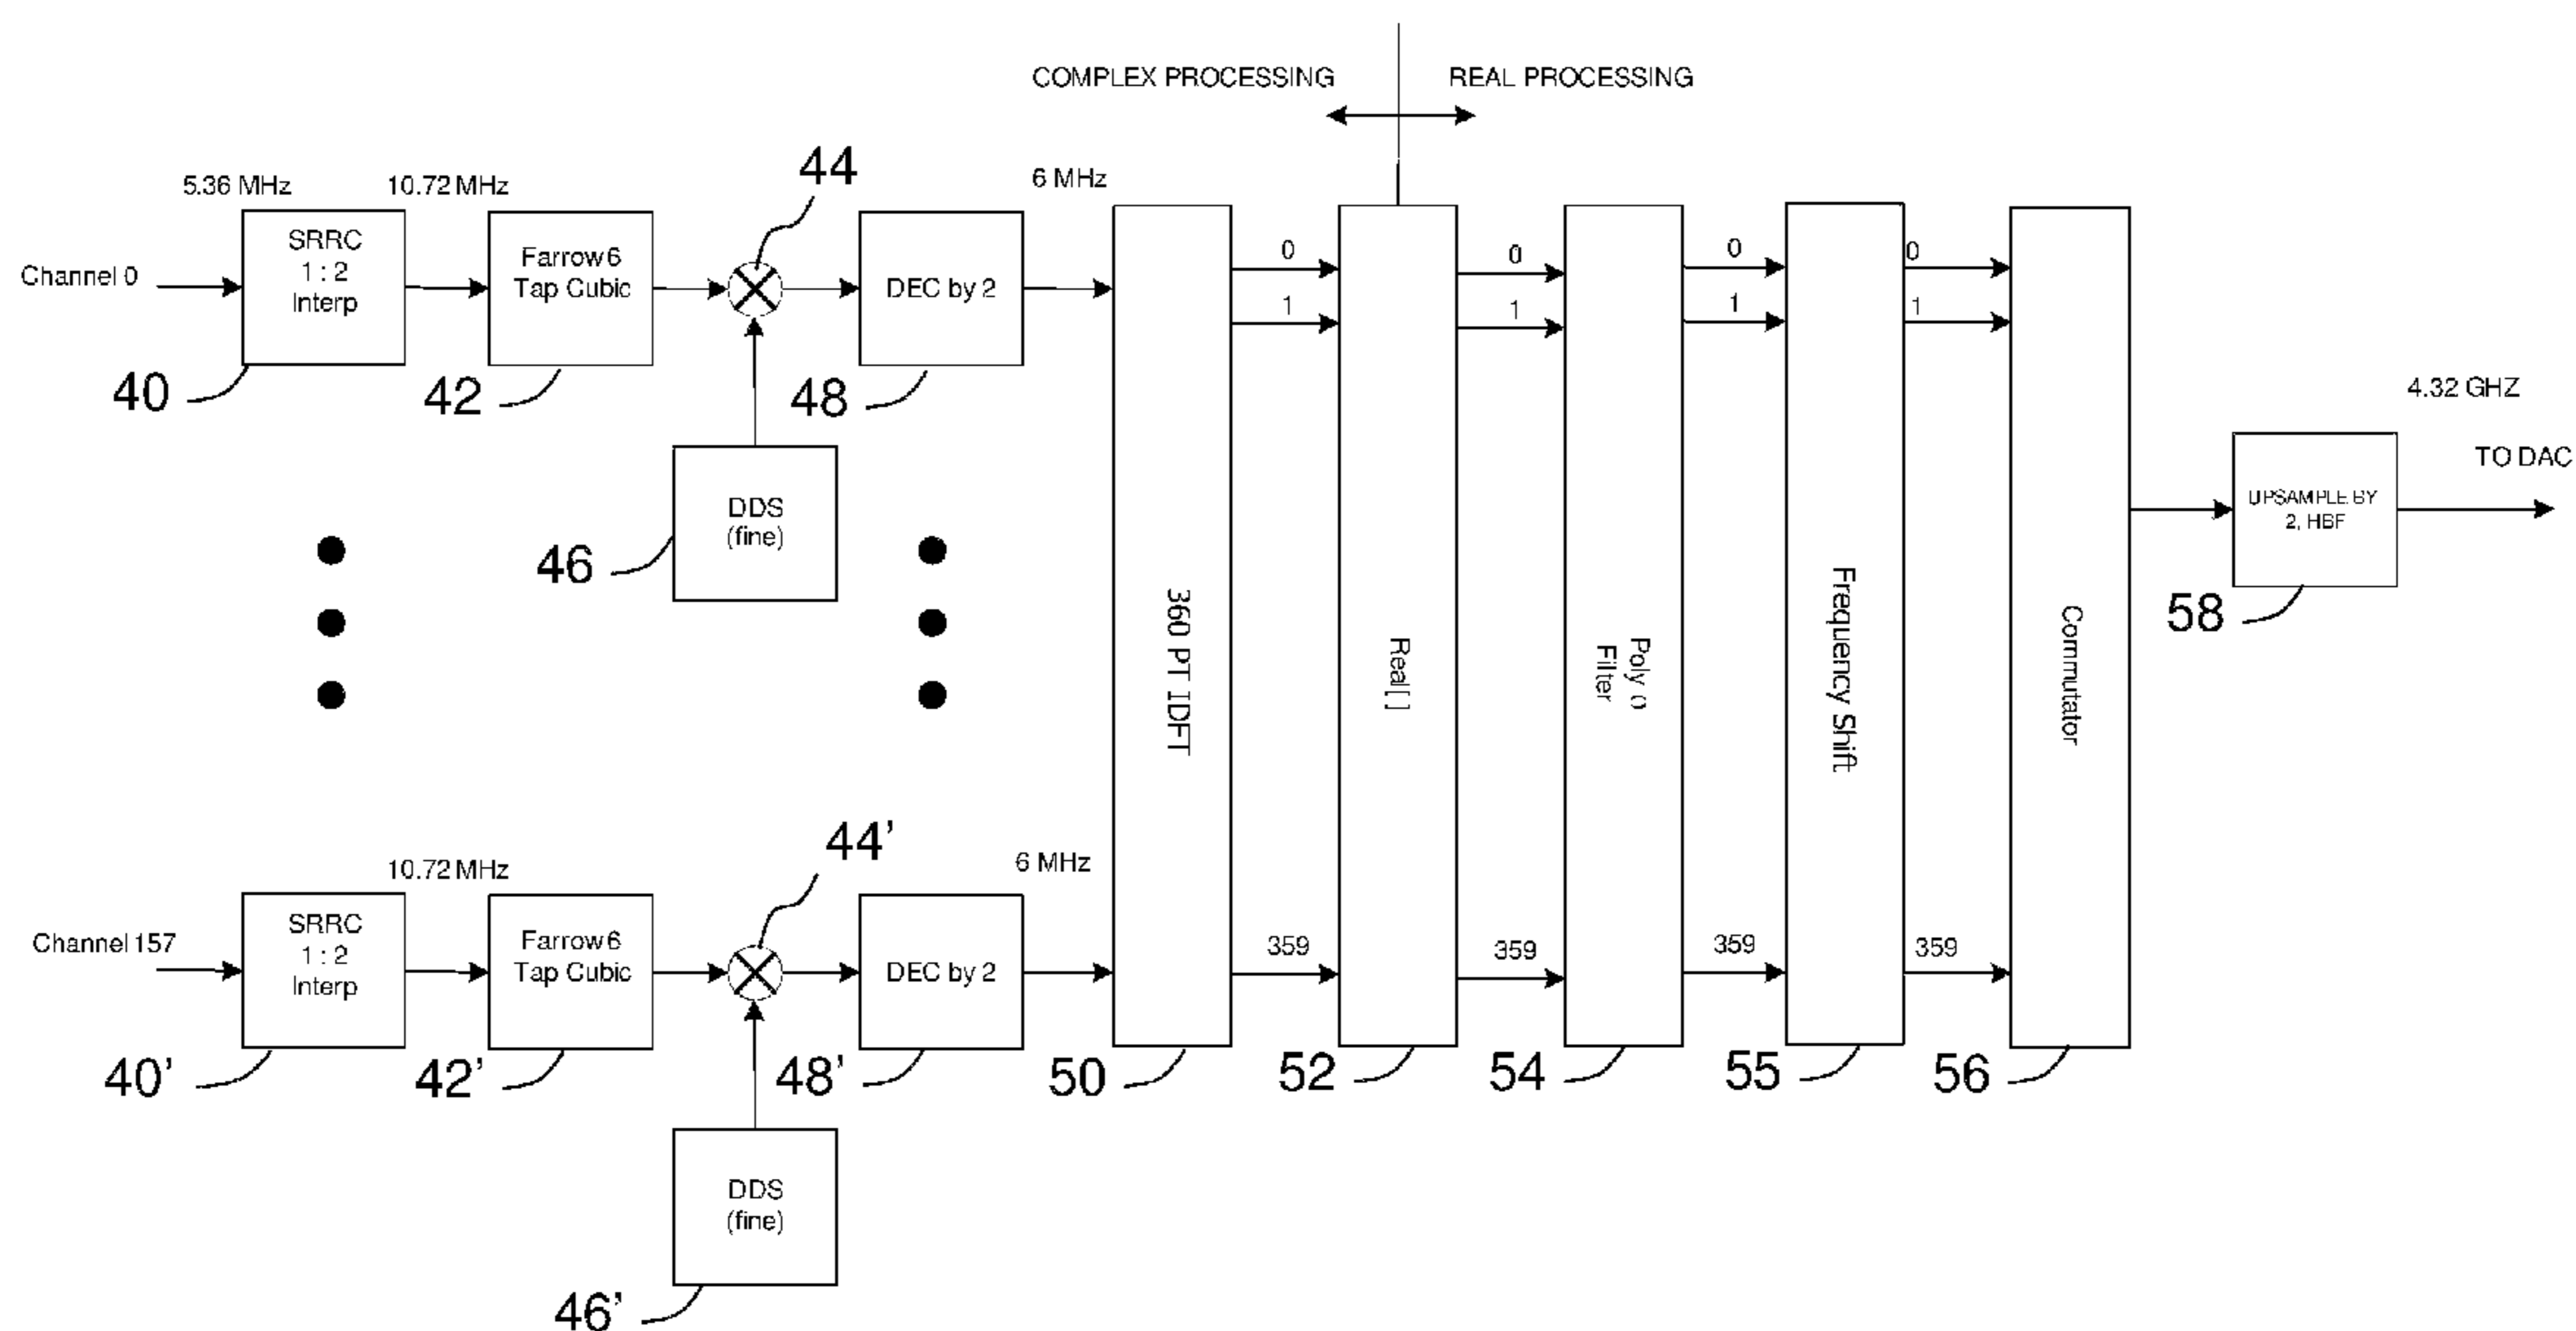 COMPLEX PROCESSING
REAL PROCESSING
44
5.36 MHz
10.72 MHz
6 MHz
SRRC
1 : 2
Interp
Farrow 6
Tap Cubic
DEC by 2
Channel 0
0
0
0
0
1
1
1
1
40
42
48
4.32 GHZ
TO DAC
UPSAMPLE BY
2, HBF
58
DDS
(fine)
46
360 PT IDFT
Real[ ]
Poly
Filter
Frequency Shift
Commutator
44’
10.72 MHz
6 MHz
Channel 157
SRRC
1 : 2
Interp
Farrow 6
Tap Cubic
DEC by 2
359
359
359
359
40’
42’
48’
50
52
54
55
56
DDS
(fine)
46’